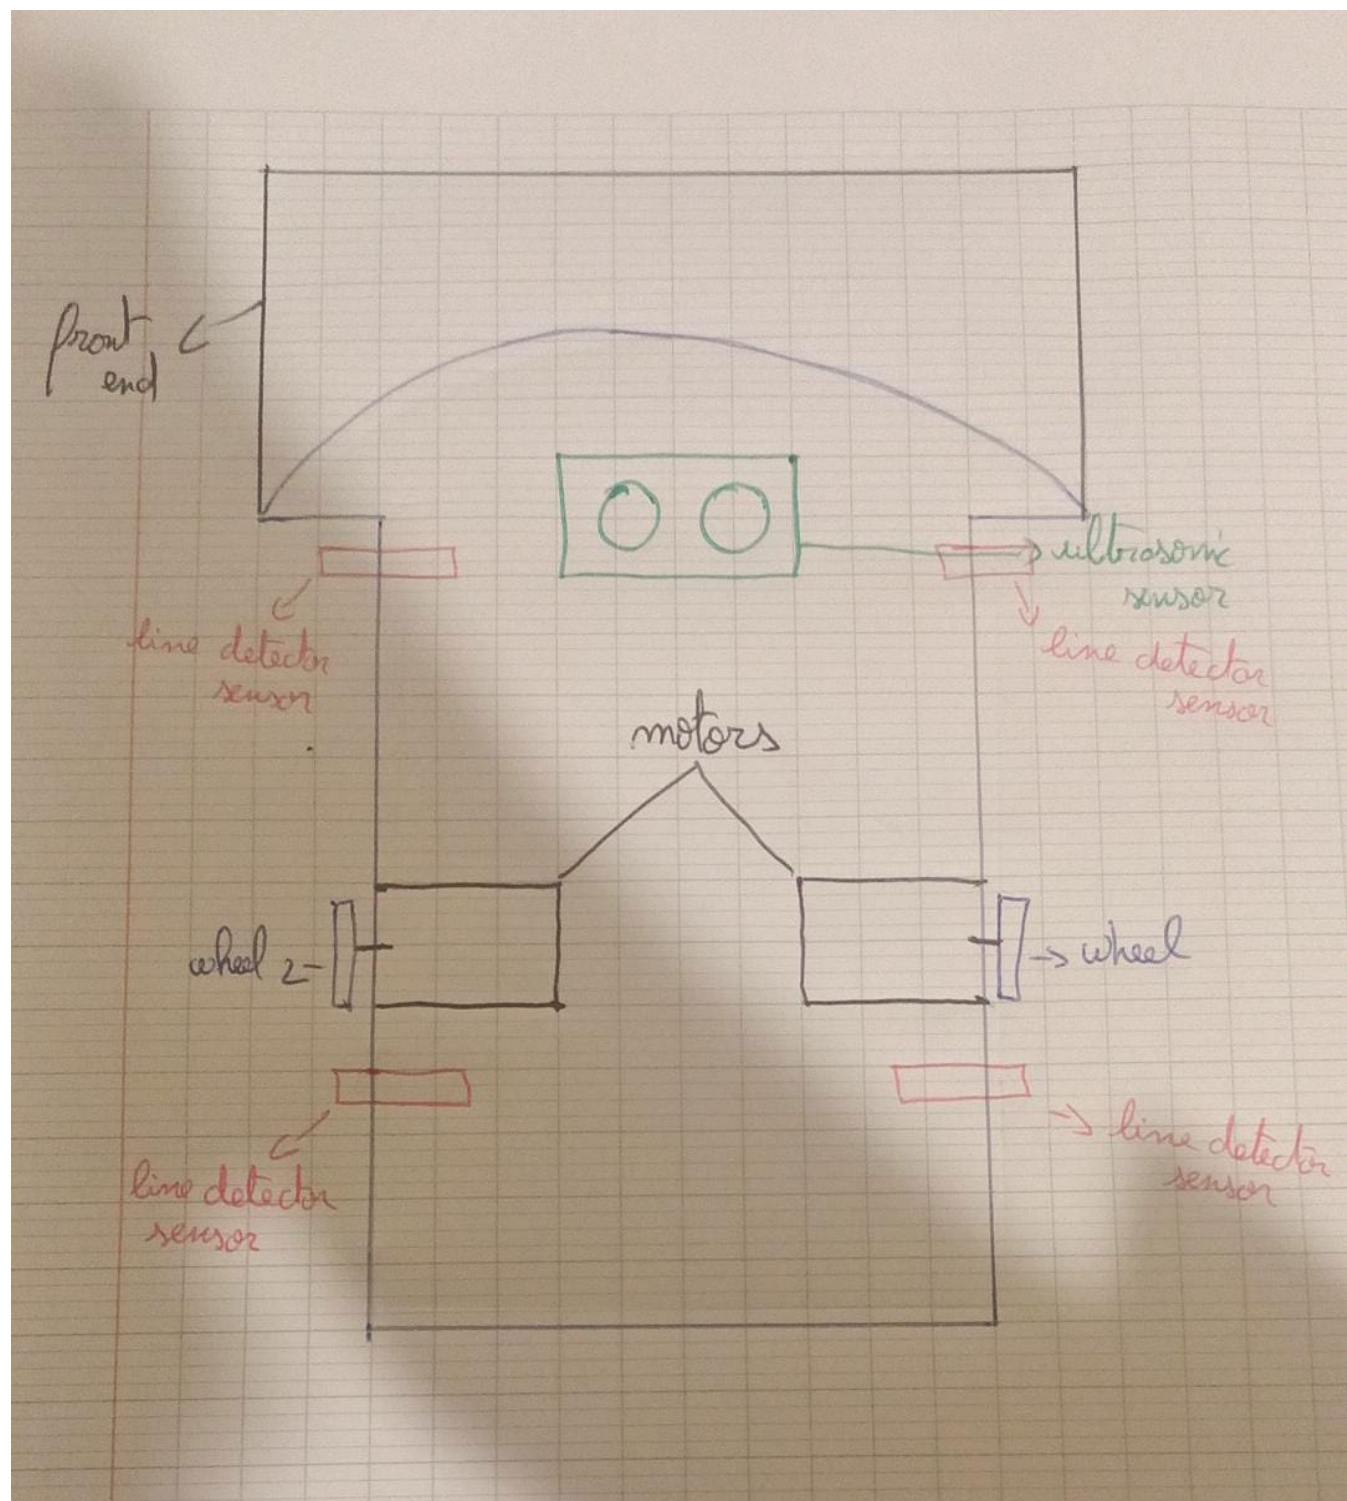 front
end
ultrasonic
sensor
line detector
sensor
line detector
sensor
motors
wheel
wheel
line detector
sensor
line detector
sensor